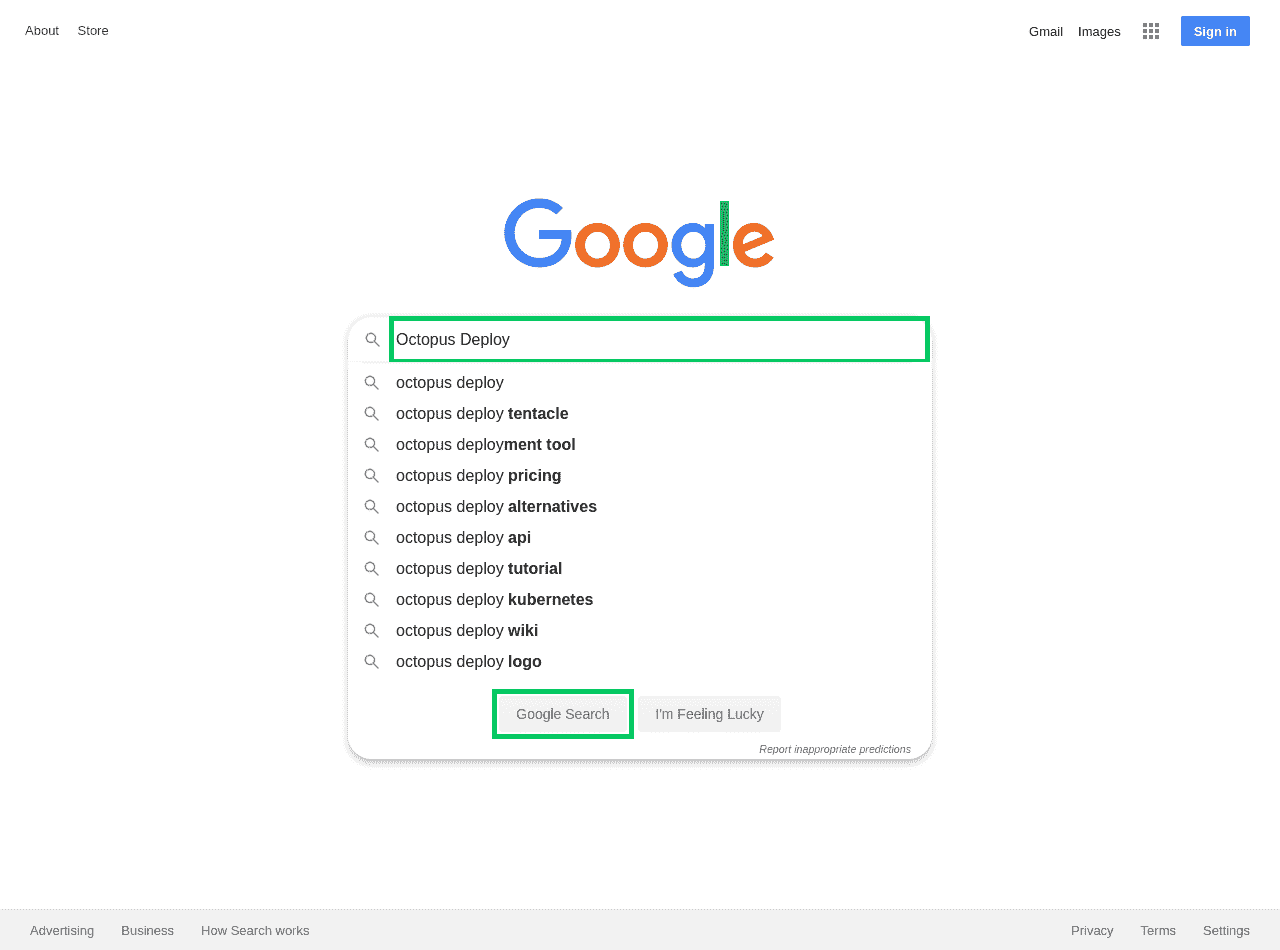 About Store
Gmail Images Sign in
Google
Octopus Deploy
octopus deploy
octopus deploy tentacle
octopus deployment tool
octopus deploy pricing
octopus deploy alternatives
octopus deploy api
octopus deploy tutorial
octopus deploy kubernetes
octopus deploy wiki
octopus deploy logo
Google Search I'm Feeling Lucky
Report inappropriate predictions
Advertising Business How Search works
Privacy Terms Settings